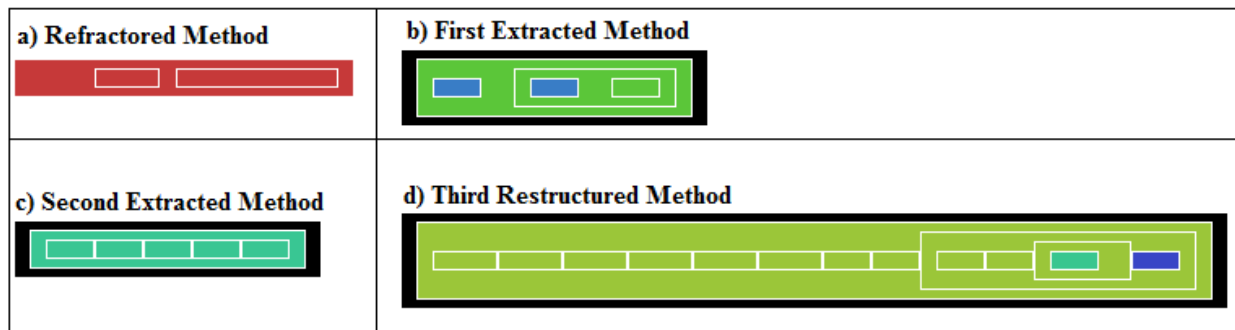 a) Refractored Method
b) First Extracted Method
c) Second Extracted Method
d) Third Restructured Method